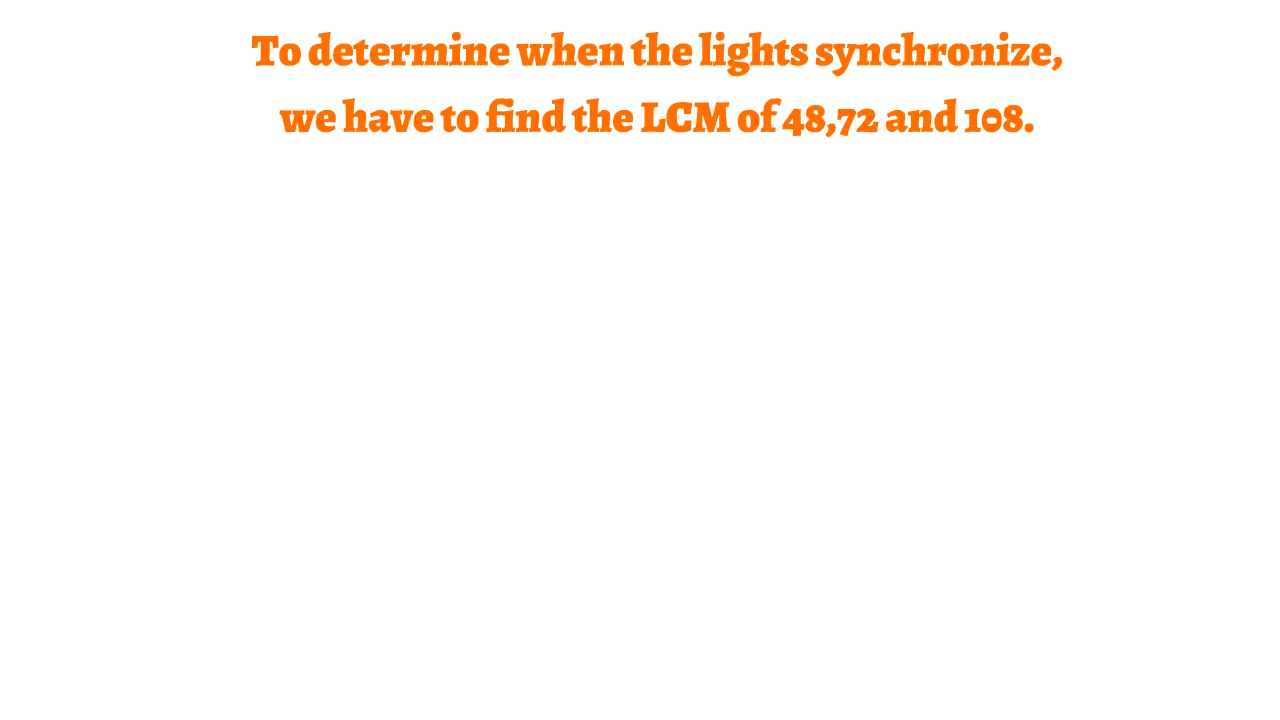 To determine when the lights synchronize,
we have to find the LCM of 48,72 and 108.